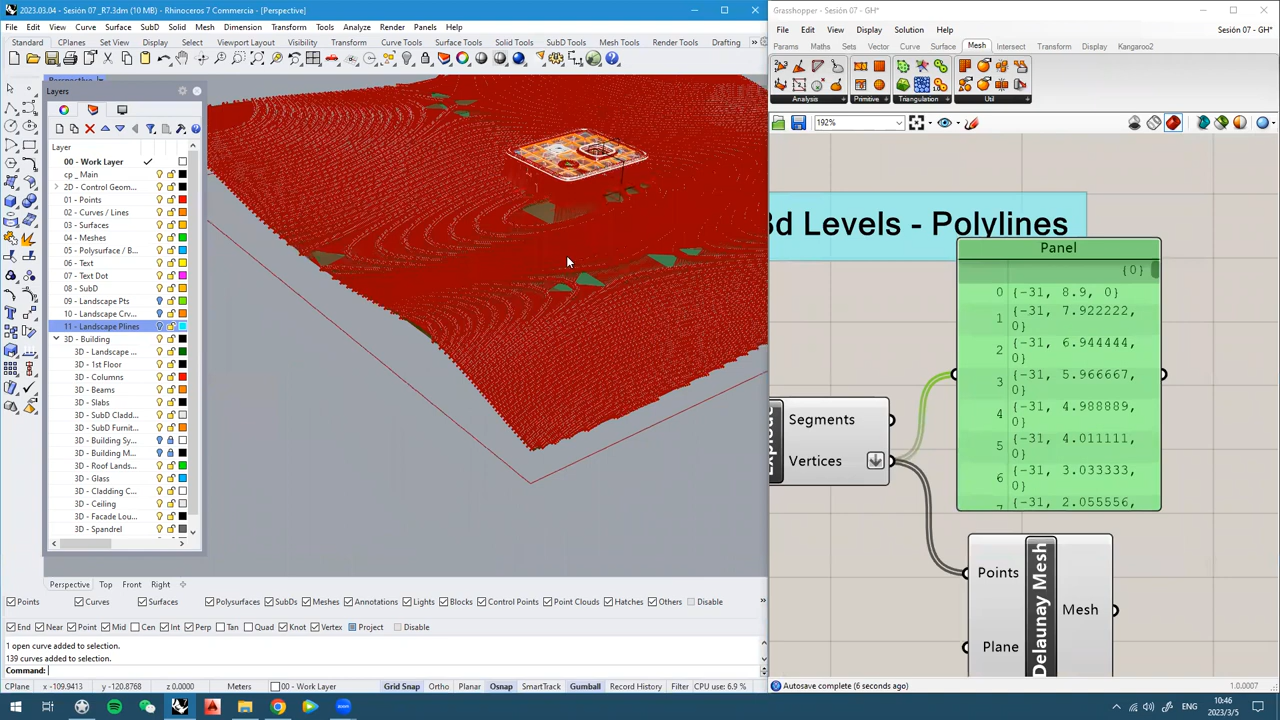 2023.03.04 - Sesión 07 _R7.3dm (10 MB) - Rhinoceros 7 Commercia - [Perspective]
File Edit View Curve Surface SubD Solid Mesh Dimension Transform Tools Analyze Render Panels Help
Standard CPlanes Set View Display Select Viewport Layout Visibility Transform Curve Tools Surface Tools Solid Tools SubD Tools Mesh Tools Render Tools Drafting
Perspective
Layers
Layer
00 - Work Layer
cp _ Main
2D - Control Geom...
01 - Points
02 - Curves / Lines
03 - Surfaces
04 - Meshes
05 - Polysurface / B...
06 - Text
07 - Text Dot
08 - SubD
09 - Landscape Pts
10 - Landscape Crv...
11 - Landscape Plines
3D - Building
3D - Landscape ...
3D - 1st Floor
3D - Columns
3D - Beams
3D - Slabs
3D - SubD Cladd...
3D - SubD Furnit...
3D - Building Sy...
3D - Building M...
3D - Roof Lands...
3D - Glass
3D - Cladding C...
3D - Ceiling
3D - Facade Lou...
3D - Spandrel
Perspective Top Front Right
Points Curves Surfaces Polysurfaces SubDs Meshes Annotations Lights Blocks Control Points Point Clouds Hatches Others Disable
End Near Point Mid Cen Int Perp Tan Quad Knot Vertex Project Disable
1 open curve added to selection.
139 curves added to selection.
Command:
CPlane x -109.9413 y -120.8768 z 0.0000 Meters 00 - Work Layer Grid Snap Ortho Planar Osnap SmartTrack Gumball Record History Filter CPU use: 6.9 %
Grasshopper - Sesión 07 - GH*
File Edit View Display Solution Help Sesión 07 - GH*
Params Maths Sets Vector Curve Surface Mesh Intersect Transform Display Kangaroo2
Analysis Primitive Triangulation Util
192%
3d Levels - Polylines
Panel
{0}
0 {-31, 8.9, 0}
1 {-31, 7.922222, 0}
2 {-31, 6.944444, 0}
3 {-31, 5.966667, 0}
4 {-31, 4.988889, 0}
5 {-31, 4.011111, 0}
6 {-31, 3.033333, 0}
7 {-31, 2.055556,
Explode
Segments
Vertices
Delaunay Mesh
Points
Plane
Mesh
Autosave complete (6 seconds ago)
1.0.0007
ENG
10:46
2023/3/5